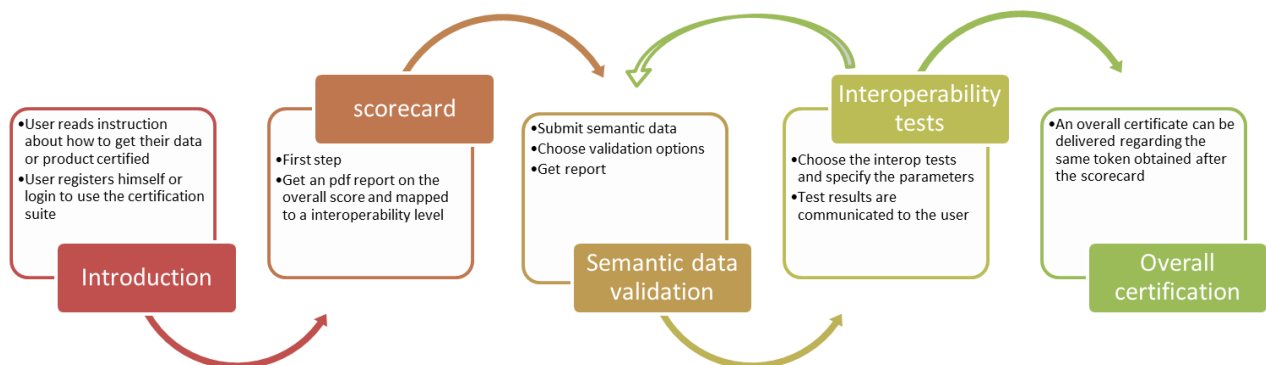 •User reads instruction
about how to get their data
or product certified
•User registers himself or
login to use the certification
suite
Introduction
scorecard
•First step
•Get an pdf report on the
overall score and mapped
to a interoperability level
•Submit semantic data
•Choose validation options
•Get report
Semantic data
validation
Interoperability
tests
•Choose the interop tests
and specify the parameters
•Test results are
communicated to the user
•An overall certificate can be
delivered regarding the
same token obtained after
the scorecard
Overall
certification